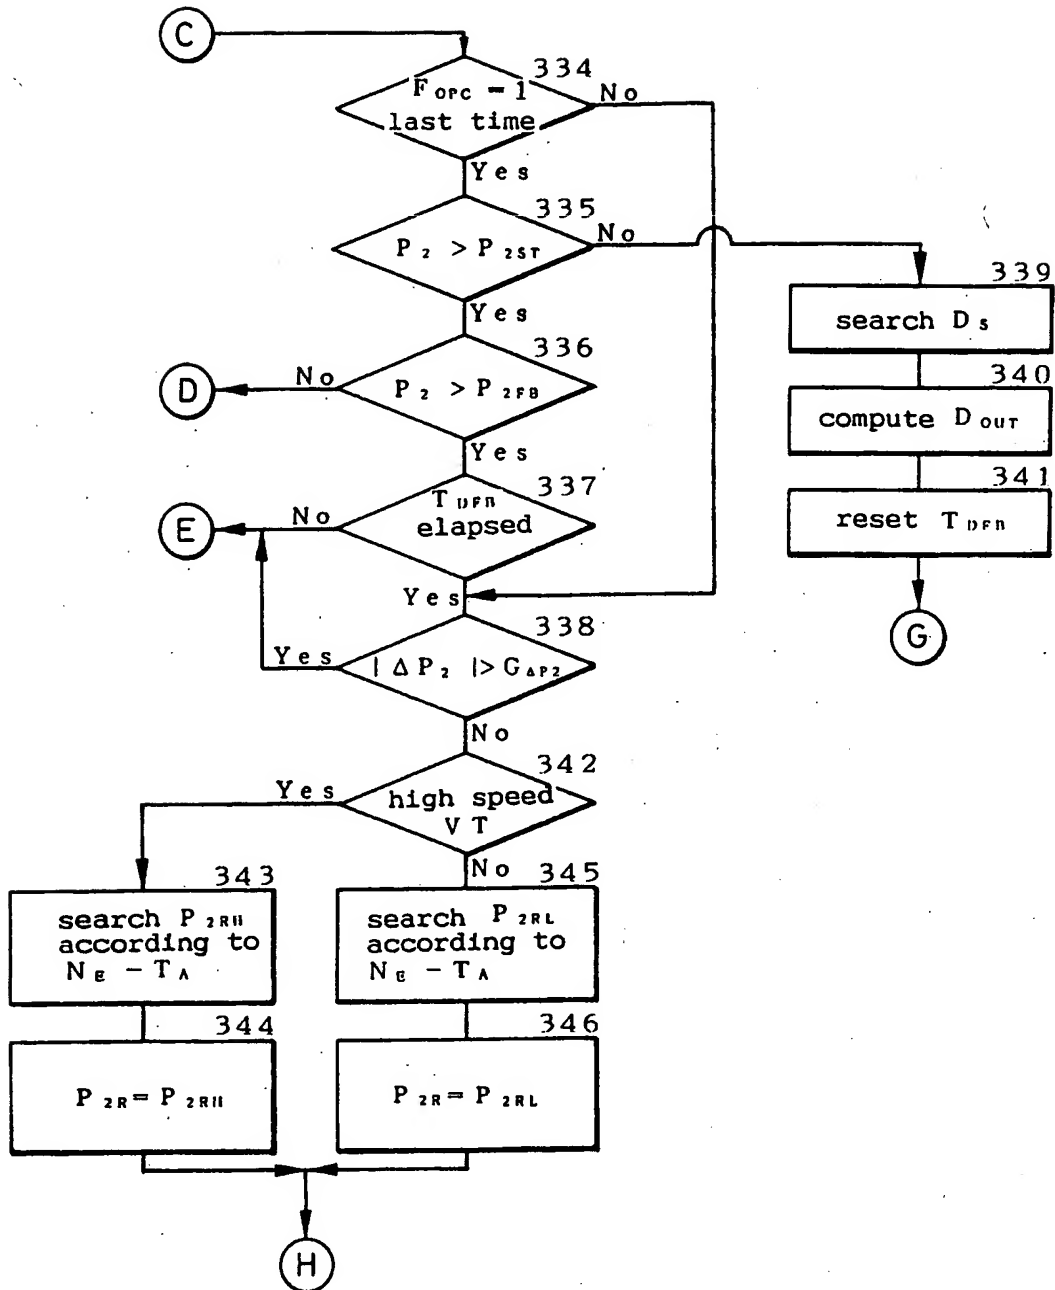 C
334
F OPC = 1
last time
No
Yes
335
P 2 > P 2ST
No
Yes
339
search D S
336
P 2 > P 2FB
No
D
Yes
340
compute D OUT
337
T DFB
elapsed
No
E
Yes
341
reset T DFB
G
338
| Δ P 2 | > G ΔP2
Yes
No
342
high speed
V T
Yes
No
343
search P 2RH
according to
N E - T A
345
search P 2RL
according to
N E - T A
344
P 2R = P 2RH
346
P 2R = P 2RL
H